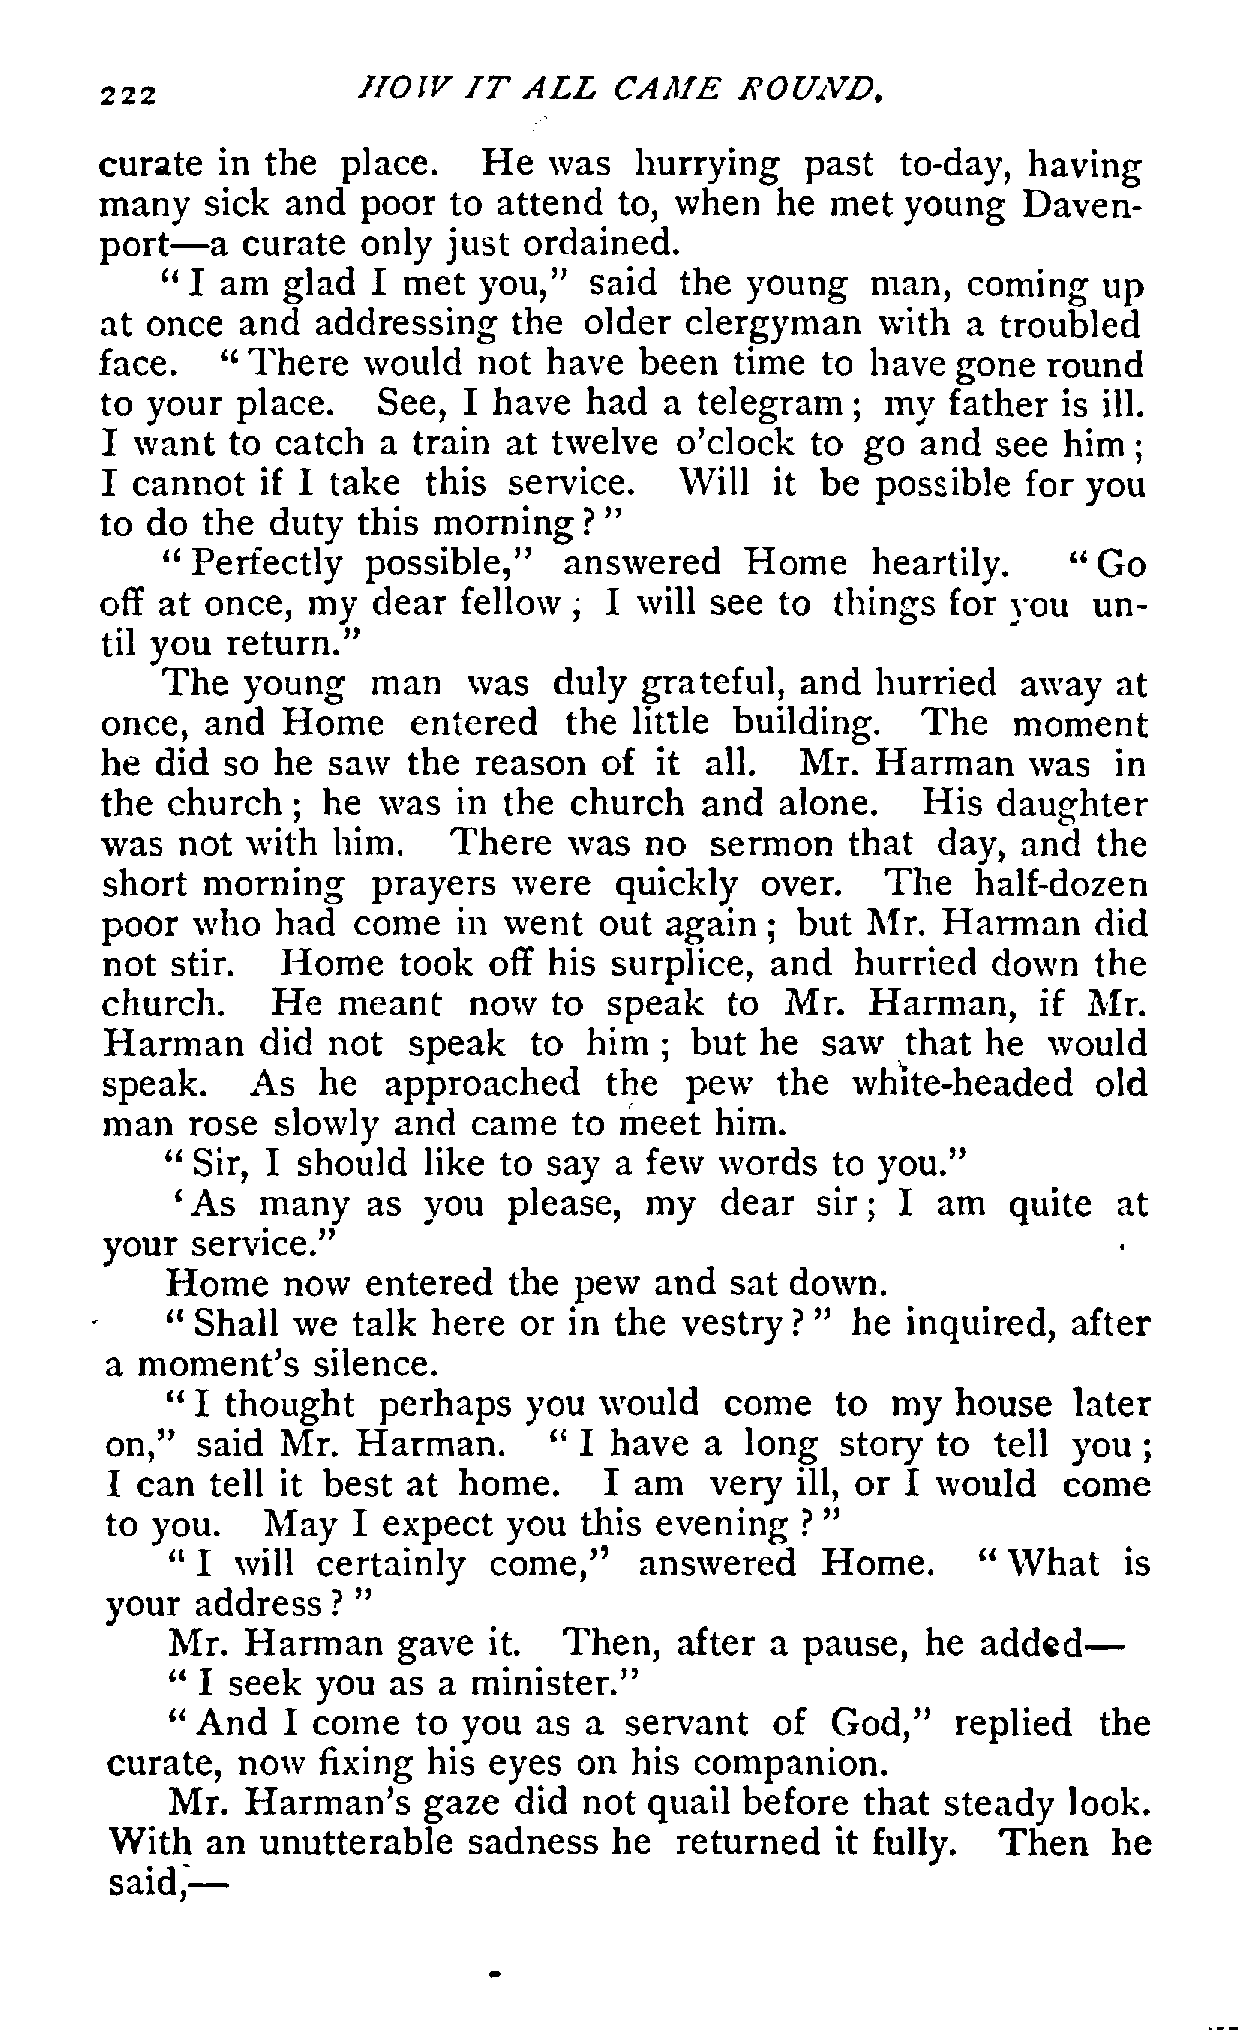 222 HOW IT ALL CAME ROUND.
curate in the place. He was hurrying past to-day, having
many sick and poor to attend to, when he met young Daven-
port—a curate only just ordained.
“ I am glad I met you,” said the young man, coming up
at once and addressing the older clergyman with a troubled
face. “ There would not have been time to have gone round
to your place. See, I have had a telegram ; my father is ill.
I want to catch a train at twelve o’clock to go and see him ;
I cannot if I take this service. Will it be possible for you
to do the duty this morning ? ”
“ Perfectly possible,” answered Home heartily. “ Go
off at once, my dear fellow ; I will see to things for you un-
til you return.”
The young man was duly grateful, and hurried away at
once, and Home entered the little building. The moment
he did so he saw the reason of it all. Mr. Harman was in
the church ; he was in the church and alone. His daughter
was not with him. There was no sermon that day, and the
short morning prayers were quickly over. The half-dozen
poor who had come in went out again ; but Mr. Harman did
not stir. Home took off his surplice, and hurried down the
church. He meant now to speak to Mr. Harman, if Mr.
Harman did not speak to him ; but he saw that he would
speak. As he approached the pew the white-headed old
man rose slowly and came to meet him.
“ Sir, I should like to say a few words to you.”
‘ As many as you please, my dear sir ; I am quite at
your service.”
Home now entered the pew and sat down.
“ Shall we talk here or in the vestry ? ” he inquired, after
a moment’s silence.
“ I thought perhaps you would come to my house later
on,” said Mr. Harman. “ I have a long story to tell you ;
I can tell it best at home. I am very ill, or I would come
to you. May I expect you this evening ? ”
“ I will certainly come,” answered Home. “ What is
your address ? ”
Mr. Harman gave it. Then, after a pause, he added—
“ I seek you as a minister.”
“ And I come to you as a servant of God,” replied the
curate, now fixing his eyes on his companion.
Mr. Harman’s gaze did not quail before that steady look.
With an unutterable sadness he returned it fully. Then he
said,—